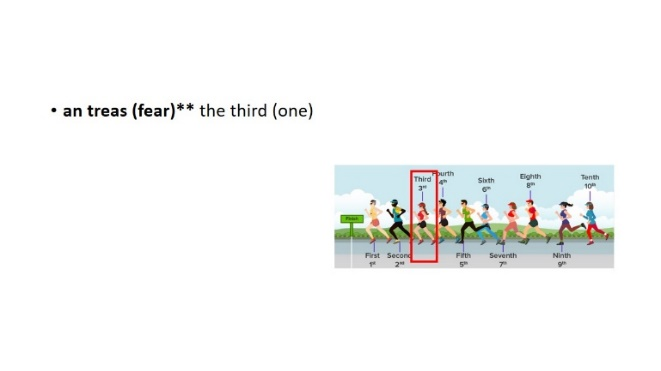 • an treas (fear)** the third (one)
Third
3rd
Fourth
4th
Sixth
6th
Eighth
8th
Tenth
10th
First
1st
Second
2nd
Fifth
5th
Seventh
7th
Ninth
9th